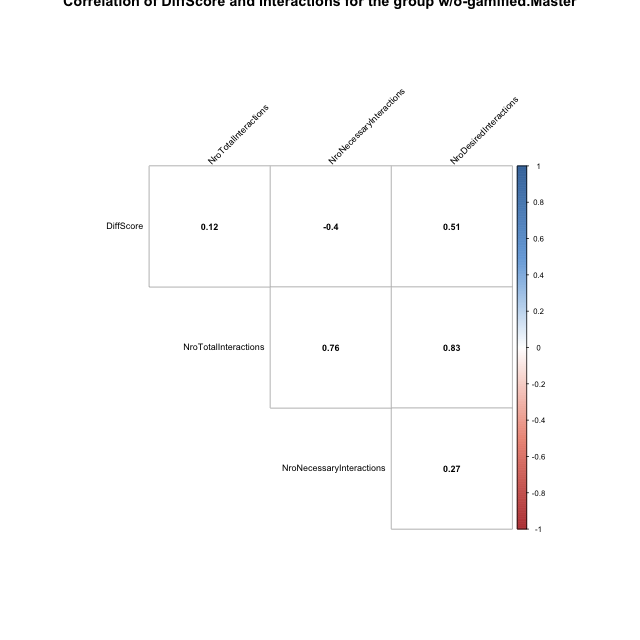 Correlation of DiffScore and Interactions for the group w/o-gamified.Master
NroTotalInteractions
NroNecessaryInteractions
NroDesiredInteractions
DiffScore 0.12 -0.4 0.51
NroTotalInteractions 0.76 0.83
NroNecessaryInteractions 0.27
1
0.8
0.6
0.4
0.2
0
-0.2
-0.4
-0.6
-0.8
-1